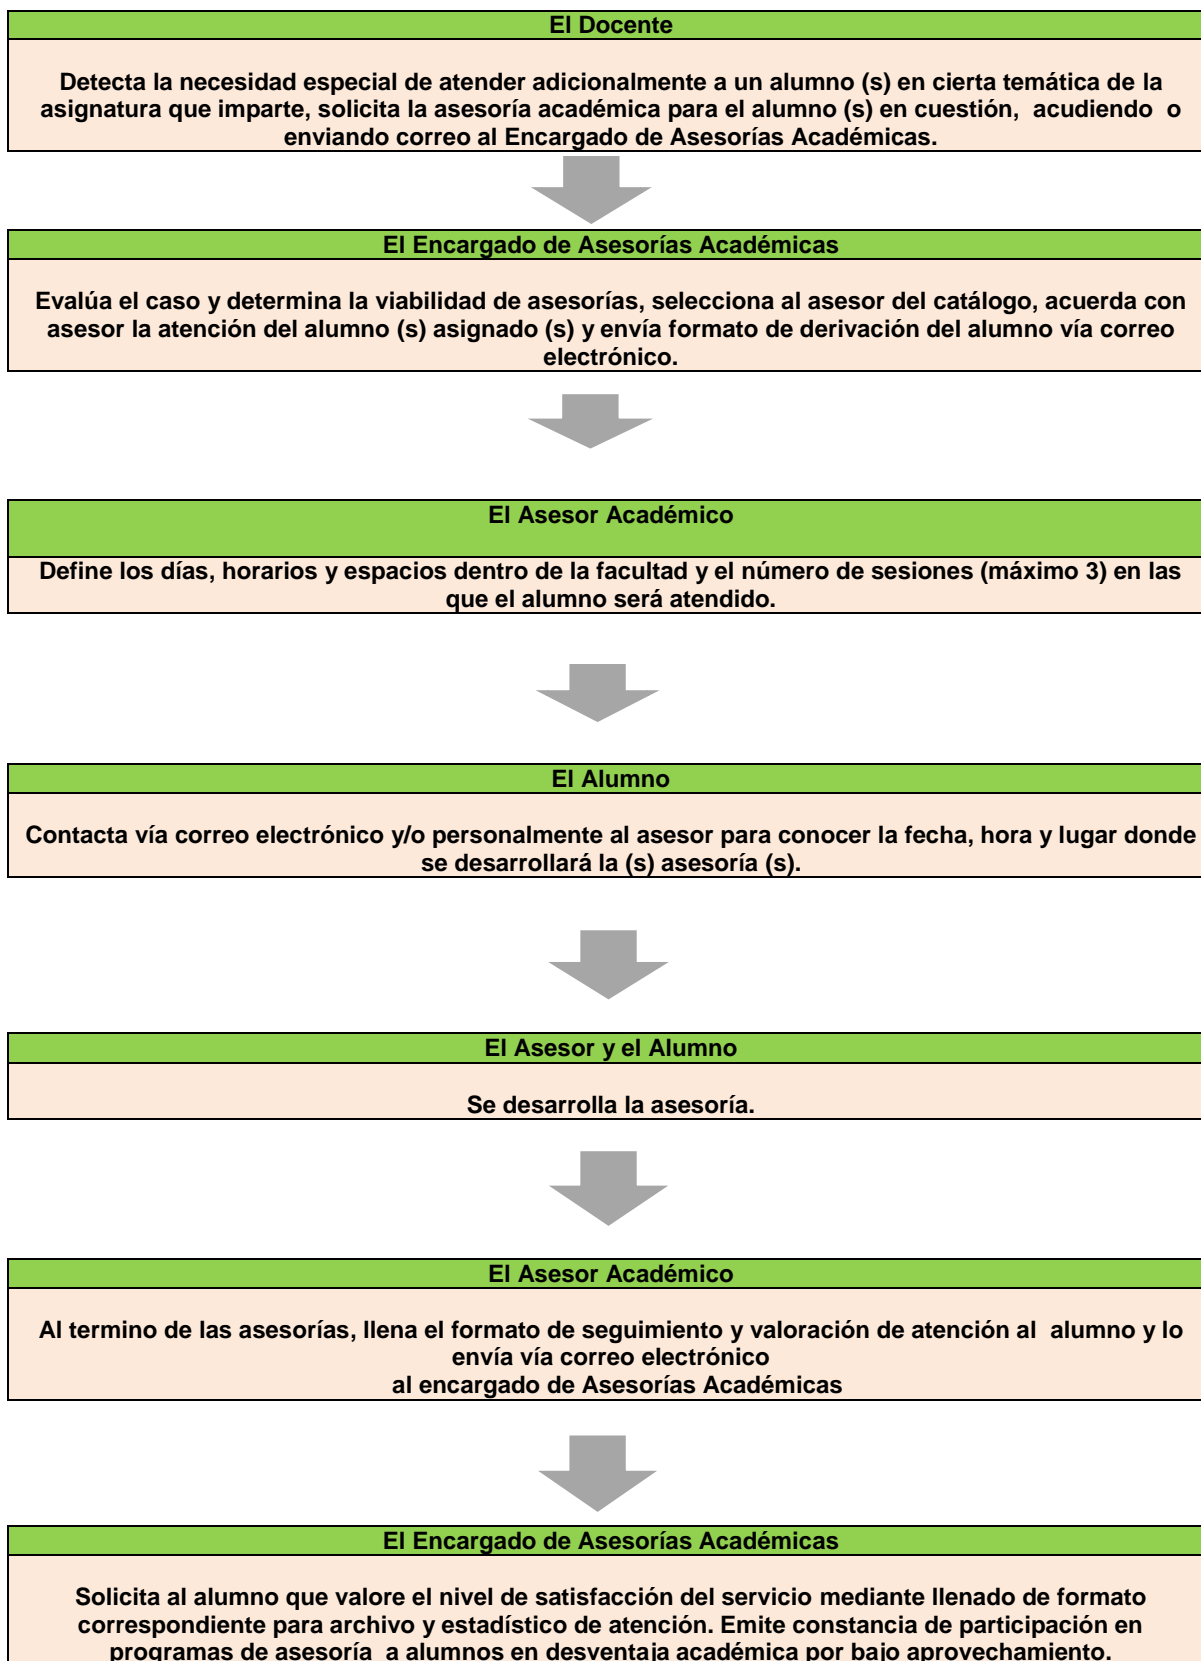 El Docente
Detecta la necesidad especial de atender adicionalmente a un alumno (s) en cierta temática de la
asignatura que imparte, solicita la asesoría académica para el alumno (s) en cuestión, acudiendo o
enviando correo al Encargado de Asesorías Académicas.
El Encargado de Asesorías Académicas
Evalúa el caso y determina la viabilidad de asesorías, selecciona al asesor del catálogo, acuerda con
asesor la atención del alumno (s) asignado (s) y envía formato de derivación del alumno vía correo
electrónico.
El Asesor Académico
Define los días, horarios y espacios dentro de la facultad y el número de sesiones (máximo 3) en las
que el alumno será atendido.
El Alumno
Contacta vía correo electrónico y/o personalmente al asesor para conocer la fecha, hora y lugar donde
se desarrollará la (s) asesoría (s).
El Asesor y el Alumno
Se desarrolla la asesoría.
El Asesor Académico
Al termino de las asesorías, llena el formato de seguimiento y valoración de atención al alumno y lo
envía vía correo electrónico
al encargado de Asesorías Académicas
El Encargado de Asesorías Académicas
Solicita al alumno que valore el nivel de satisfacción del servicio mediante llenado de formato
correspondiente para archivo y estadístico de atención. Emite constancia de participación en
programas de asesoría a alumnos en desventaja académica por bajo aprovechamiento.